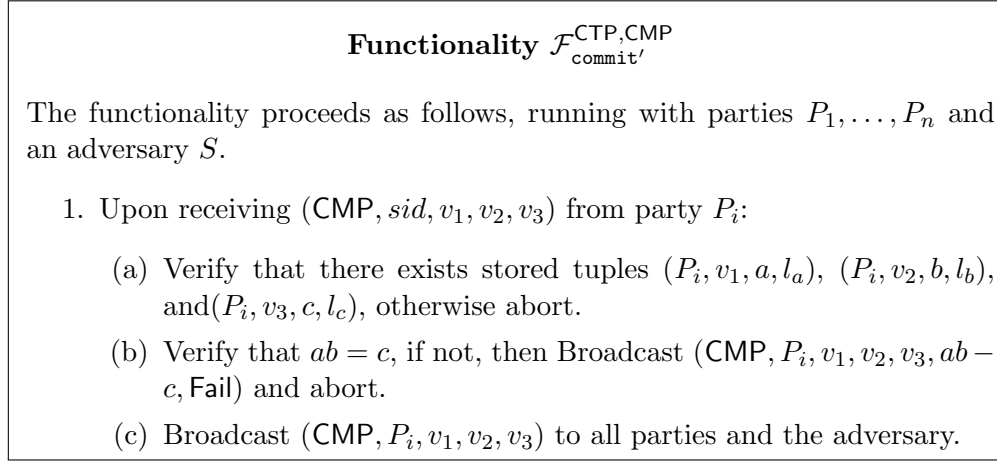 Functionality $\mathcal{F}_{\texttt{commit}'}^{\mathsf{CTP,CMP}}$
The functionality proceeds as follows, running with parties $P_1, \ldots, P_n$ and
an adversary $S$.
1. Upon receiving $(\mathsf{CMP}, sid, v_1, v_2, v_3)$ from party $P_i$:
(a) Verify that there exists stored tuples $(P_i, v_1, a, l_a)$, $(P_i, v_2, b, l_b)$,
and$(P_i, v_3, c, l_c)$, otherwise abort.
(b) Verify that $ab = c$, if not, then Broadcast $(\mathsf{CMP}, P_i, v_1, v_2, v_3, ab -$
$c, \mathsf{Fail})$ and abort.
(c) Broadcast $(\mathsf{CMP}, P_i, v_1, v_2, v_3)$ to all parties and the adversary.